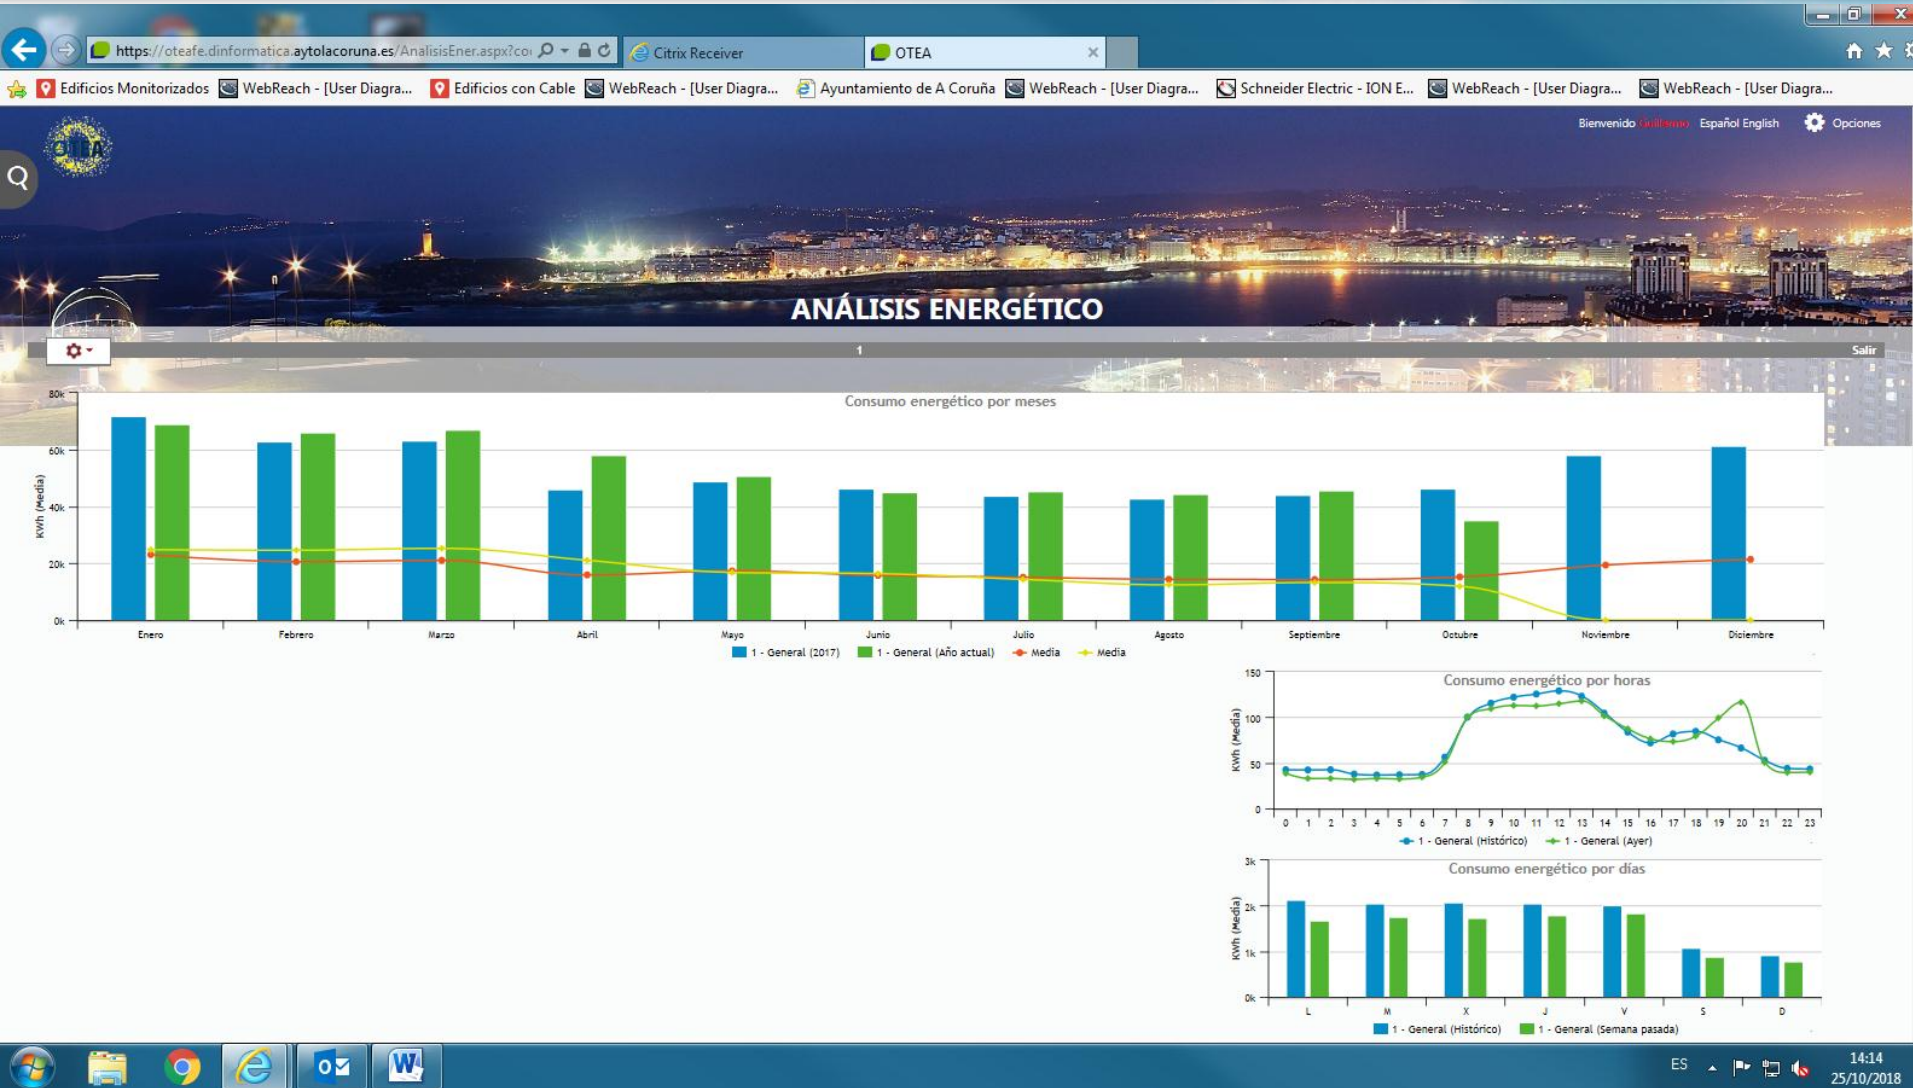 https://oteafe.dinformatica.aytolacoruna.es/AnalisisEner.aspx?co
Citrix Receiver
OTEA
Edificios Monitorizados
WebReach - [User Diagra...
Edificios con Cable
WebReach - [User Diagra...
Ayuntamiento de A Coruña
WebReach - [User Diagra...
Schneider Electric - ION E...
WebReach - [User Diagra...
WebReach - [User Diagra...
OTEA
Bienvenido Guillermo Español English Opciones
ANÁLISIS ENERGÉTICO
1
Salir
Consumo energético por meses
KWh (Media)
80k
60k
40k
20k
0k
Enero Febrero Marzo Abril Mayo Junio Julio Agosto Septiembre Octubre Noviembre Diciembre
1 - General (2017) 1 - General (Año actual) Media Media
Consumo energético por horas
KWh (Media)
150
100
50
0
0 1 2 3 4 5 6 7 8 9 10 11 12 13 14 15 16 17 18 19 20 21 22 23
1 - General (Histórico) 1 - General (Ayer)
Consumo energético por días
KWh (Media)
3k
2k
1k
0k
L M X J V S D
1 - General (Histórico) 1 - General (Semana pasada)
ES
14:14
25/10/2018